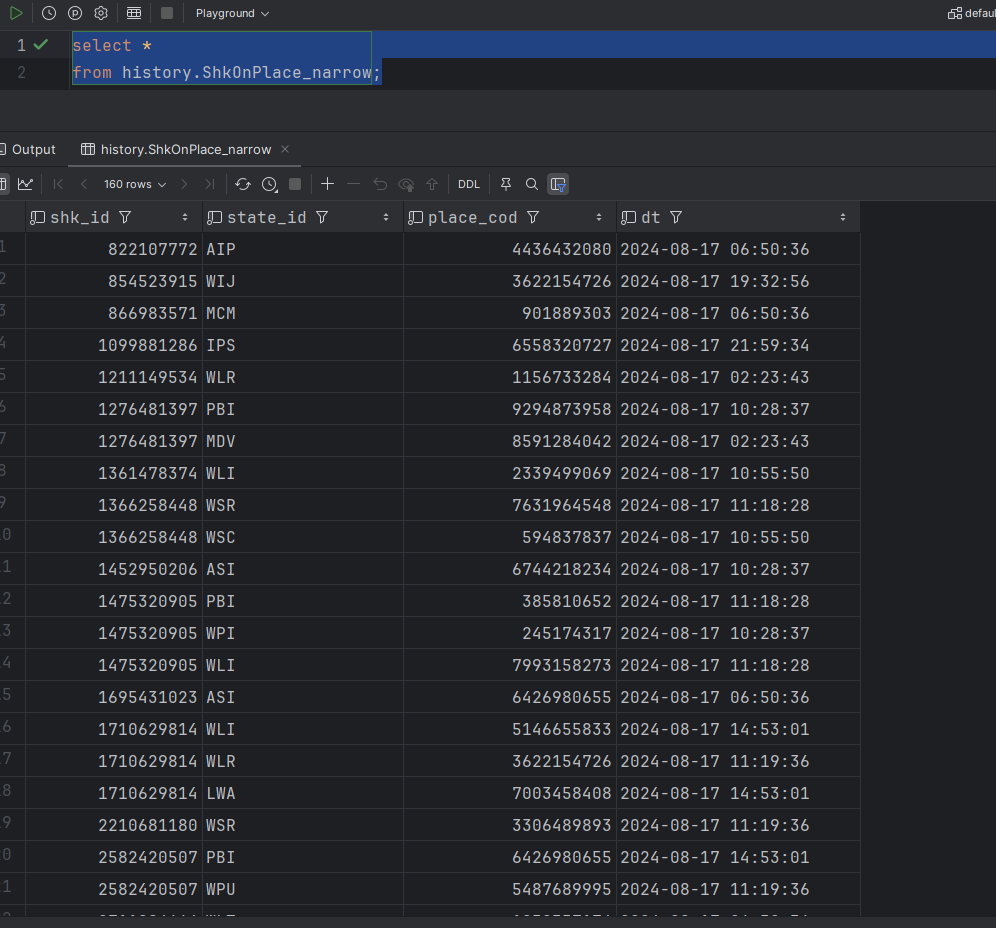 Playground
defaul
1 select *
2 from history.ShkOnPlace_narrow;
Output history.ShkOnPlace_narrow ×
160 rows DDL
shk_id state_id place_cod dt
1 822107772 AIP 4436432080 2024-08-17 06:50:36
2 854523915 WIJ 3622154726 2024-08-17 19:32:56
3 866983571 MCM 901889303 2024-08-17 06:50:36
4 1099881286 IPS 6558320727 2024-08-17 21:59:34
5 1211149534 WLR 1156733284 2024-08-17 02:23:43
6 1276481397 PBI 9294873958 2024-08-17 10:28:37
7 1276481397 MDV 8591284042 2024-08-17 02:23:43
8 1361478374 WLI 2339499069 2024-08-17 10:55:50
9 1366258448 WSR 7631964548 2024-08-17 11:18:28
0 1366258448 WSC 594837837 2024-08-17 10:55:50
1 1452950206 ASI 6744218234 2024-08-17 10:28:37
2 1475320905 PBI 385810652 2024-08-17 11:18:28
3 1475320905 WPI 245174317 2024-08-17 10:28:37
4 1475320905 WLI 7993158273 2024-08-17 11:18:28
5 1695431023 ASI 6426980655 2024-08-17 06:50:36
6 1710629814 WLI 5146655833 2024-08-17 14:53:01
7 1710629814 WLR 3622154726 2024-08-17 11:19:36
8 1710629814 LWA 7003458408 2024-08-17 14:53:01
9 2210681180 WSR 3306489893 2024-08-17 11:19:36
0 2582420507 PBI 6426980655 2024-08-17 14:53:01
1 2582420507 WPU 5487689995 2024-08-17 11:19:36